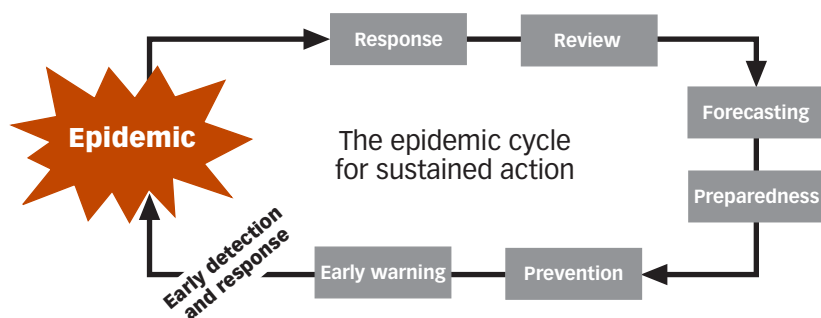 Response
Review
Forecasting
Epidemic
The epidemic cycle
for sustained action
Preparedness
Early detection
and response
Early warning
Prevention